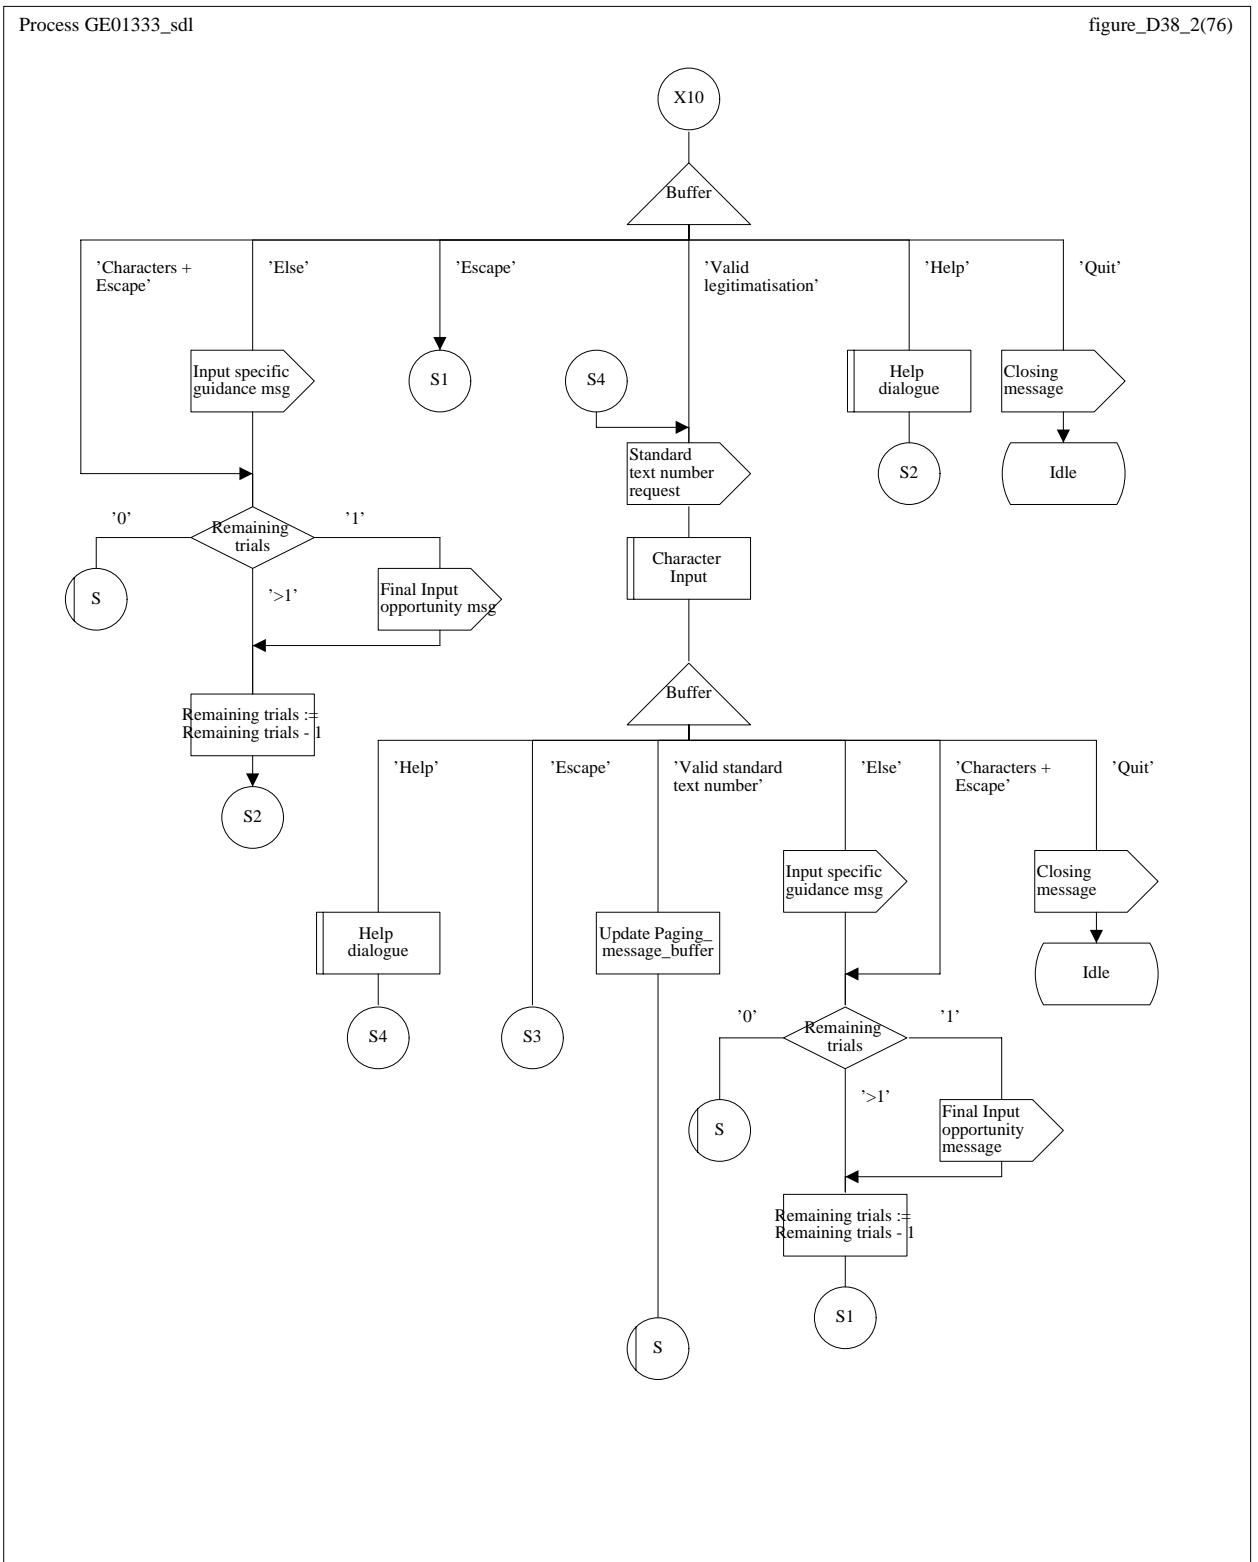 Process GE01333_sdl
figure_D38_2(76)
X10
Buffer
'Characters +
Escape'
'Else'
'Escape'
'Valid
legitimatisation'
'Help'
'Quit'
Input specific
guidance msg
S1
S4
Help
dialogue
Closing
message
Standard
text number
request
S2
Idle
'0'
Remaining
trials
'1'
Character
Input
S
'>1'
Final Input
opportunity msg
Buffer
Remaining trials :=
Remaining trials - 1
'Help'
'Escape'
'Valid standard
text number'
'Else'
'Characters +
Escape'
'Quit'
S2
Input specific
guidance msg
Closing
message
Help
dialogue
Update Paging_
message_buffer
Idle
S4
S3
'0'
Remaining
trials
'1'
'>1'
S
Final Input
opportunity
message
Remaining trials :=
Remaining trials - 1
S1
S